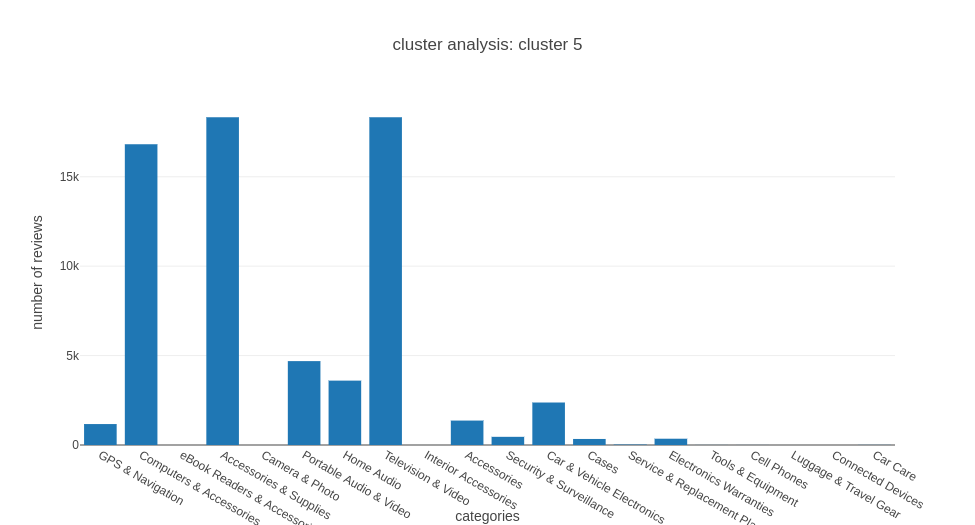 cluster analysis: cluster 5
number of reviews
15k
10k
5k
0
GPS & Navigation
Computers & Accessories
eBook Readers &
Accessories & Supplies
Camera & Photo
Portable Audio & Video
Home Audio
Television & Video
Interior Accessories
Accessories
Security & Surveillance
Car & Vehicle Electronics
Cases
Service & Replacement
Electronics Warranties
Tools & Equipment
Cell Phones
Luggage & Travel Gear
Connected Devices
Car Care
categories